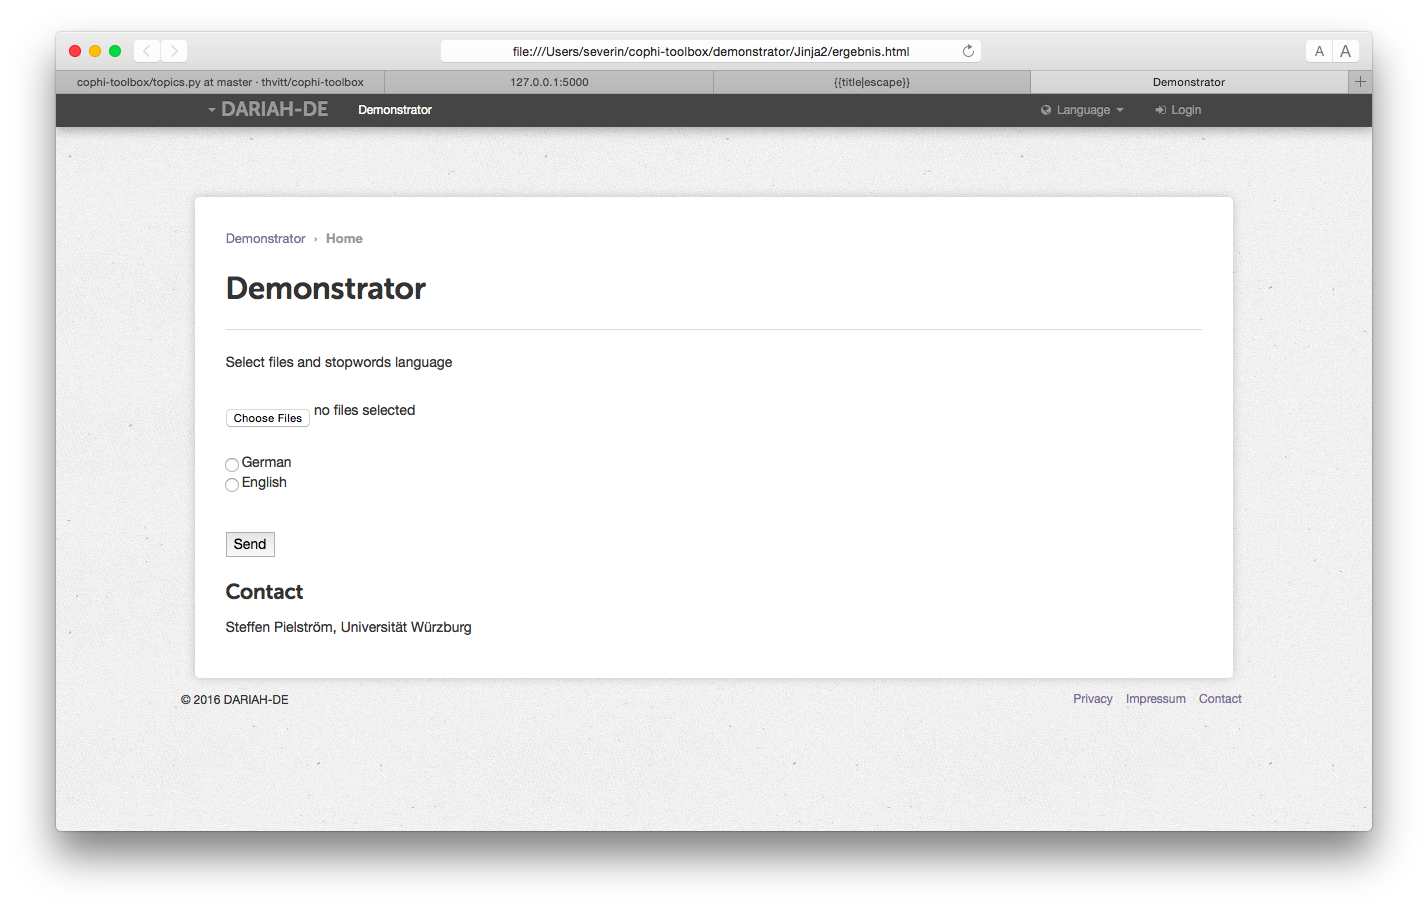 file:///Users/severin/cophi-toolbox/demonstrator/Jinja2/ergebnis.html
A A
cophi-toolbox/topics.py at master · thvitt/cophi-toolbox
127.0.0.1:5000
{{title|escape}}
Demonstrator
DARIAH-DE Demonstrator Language Login
Demonstrator › Home
Demonstrator
Select files and stopwords language
Choose Files no files selected
German
English
Send
Contact
Steffen Pielström, Universität Würzburg
© 2016 DARIAH-DE Privacy Impressum Contact